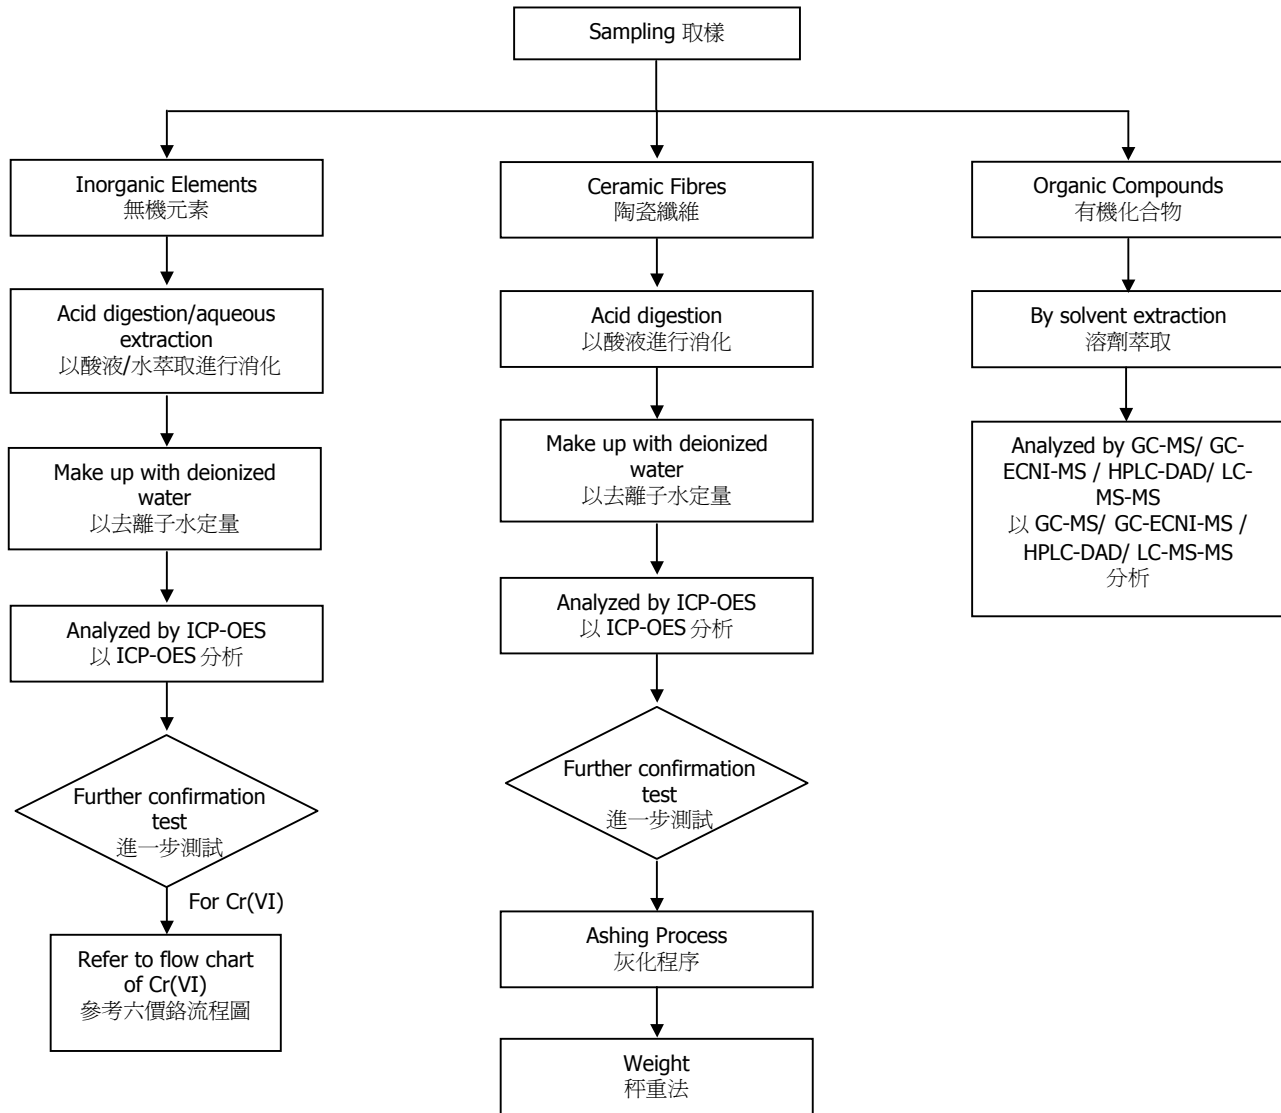 Sampling 取樣
Inorganic Elements
無機元素
Ceramic Fibres
陶瓷纖維
Organic Compounds
有機化合物
Acid digestion/aqueous
extraction
以酸液/水萃取進行消化
Acid digestion
以酸液進行消化
By solvent extraction
溶劑萃取
Make up with deionized
water
以去離子水定量
Make up with deionized
water
以去離子水定量
Analyzed by GC-MS/ GC-
ECNI-MS / HPLC-DAD/ LC-
MS-MS
以 GC-MS/ GC-ECNI-MS /
HPLC-DAD/ LC-MS-MS
分析
Analyzed by ICP-OES
以 ICP-OES 分析
Analyzed by ICP-OES
以 ICP-OES 分析
Further confirmation
test
進一步測試
Further confirmation
test
進一步測試
For Cr(VI)
Refer to flow chart
of Cr(VI)
參考六價鉻流程圖
Ashing Process
灰化程序
Weight
秤重法